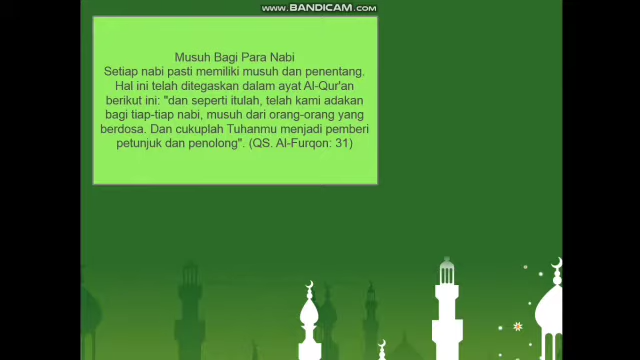 www.BANDICAM.com
Musuh Bagi Para Nabi
Setiap nabi pasti memiliki musuh dan penentang.
Hal ini telah ditegaskan dalam ayat Al-Qur'an
berikut ini: "dan seperti itulah, telah kami adakan
bagi tiap-tiap nabi, musuh dari orang-orang yang
berdosa. Dan cukuplah Tuhanmu menjadi pemberi
petunjuk dan penolong". (QS. Al-Furqon: 31)